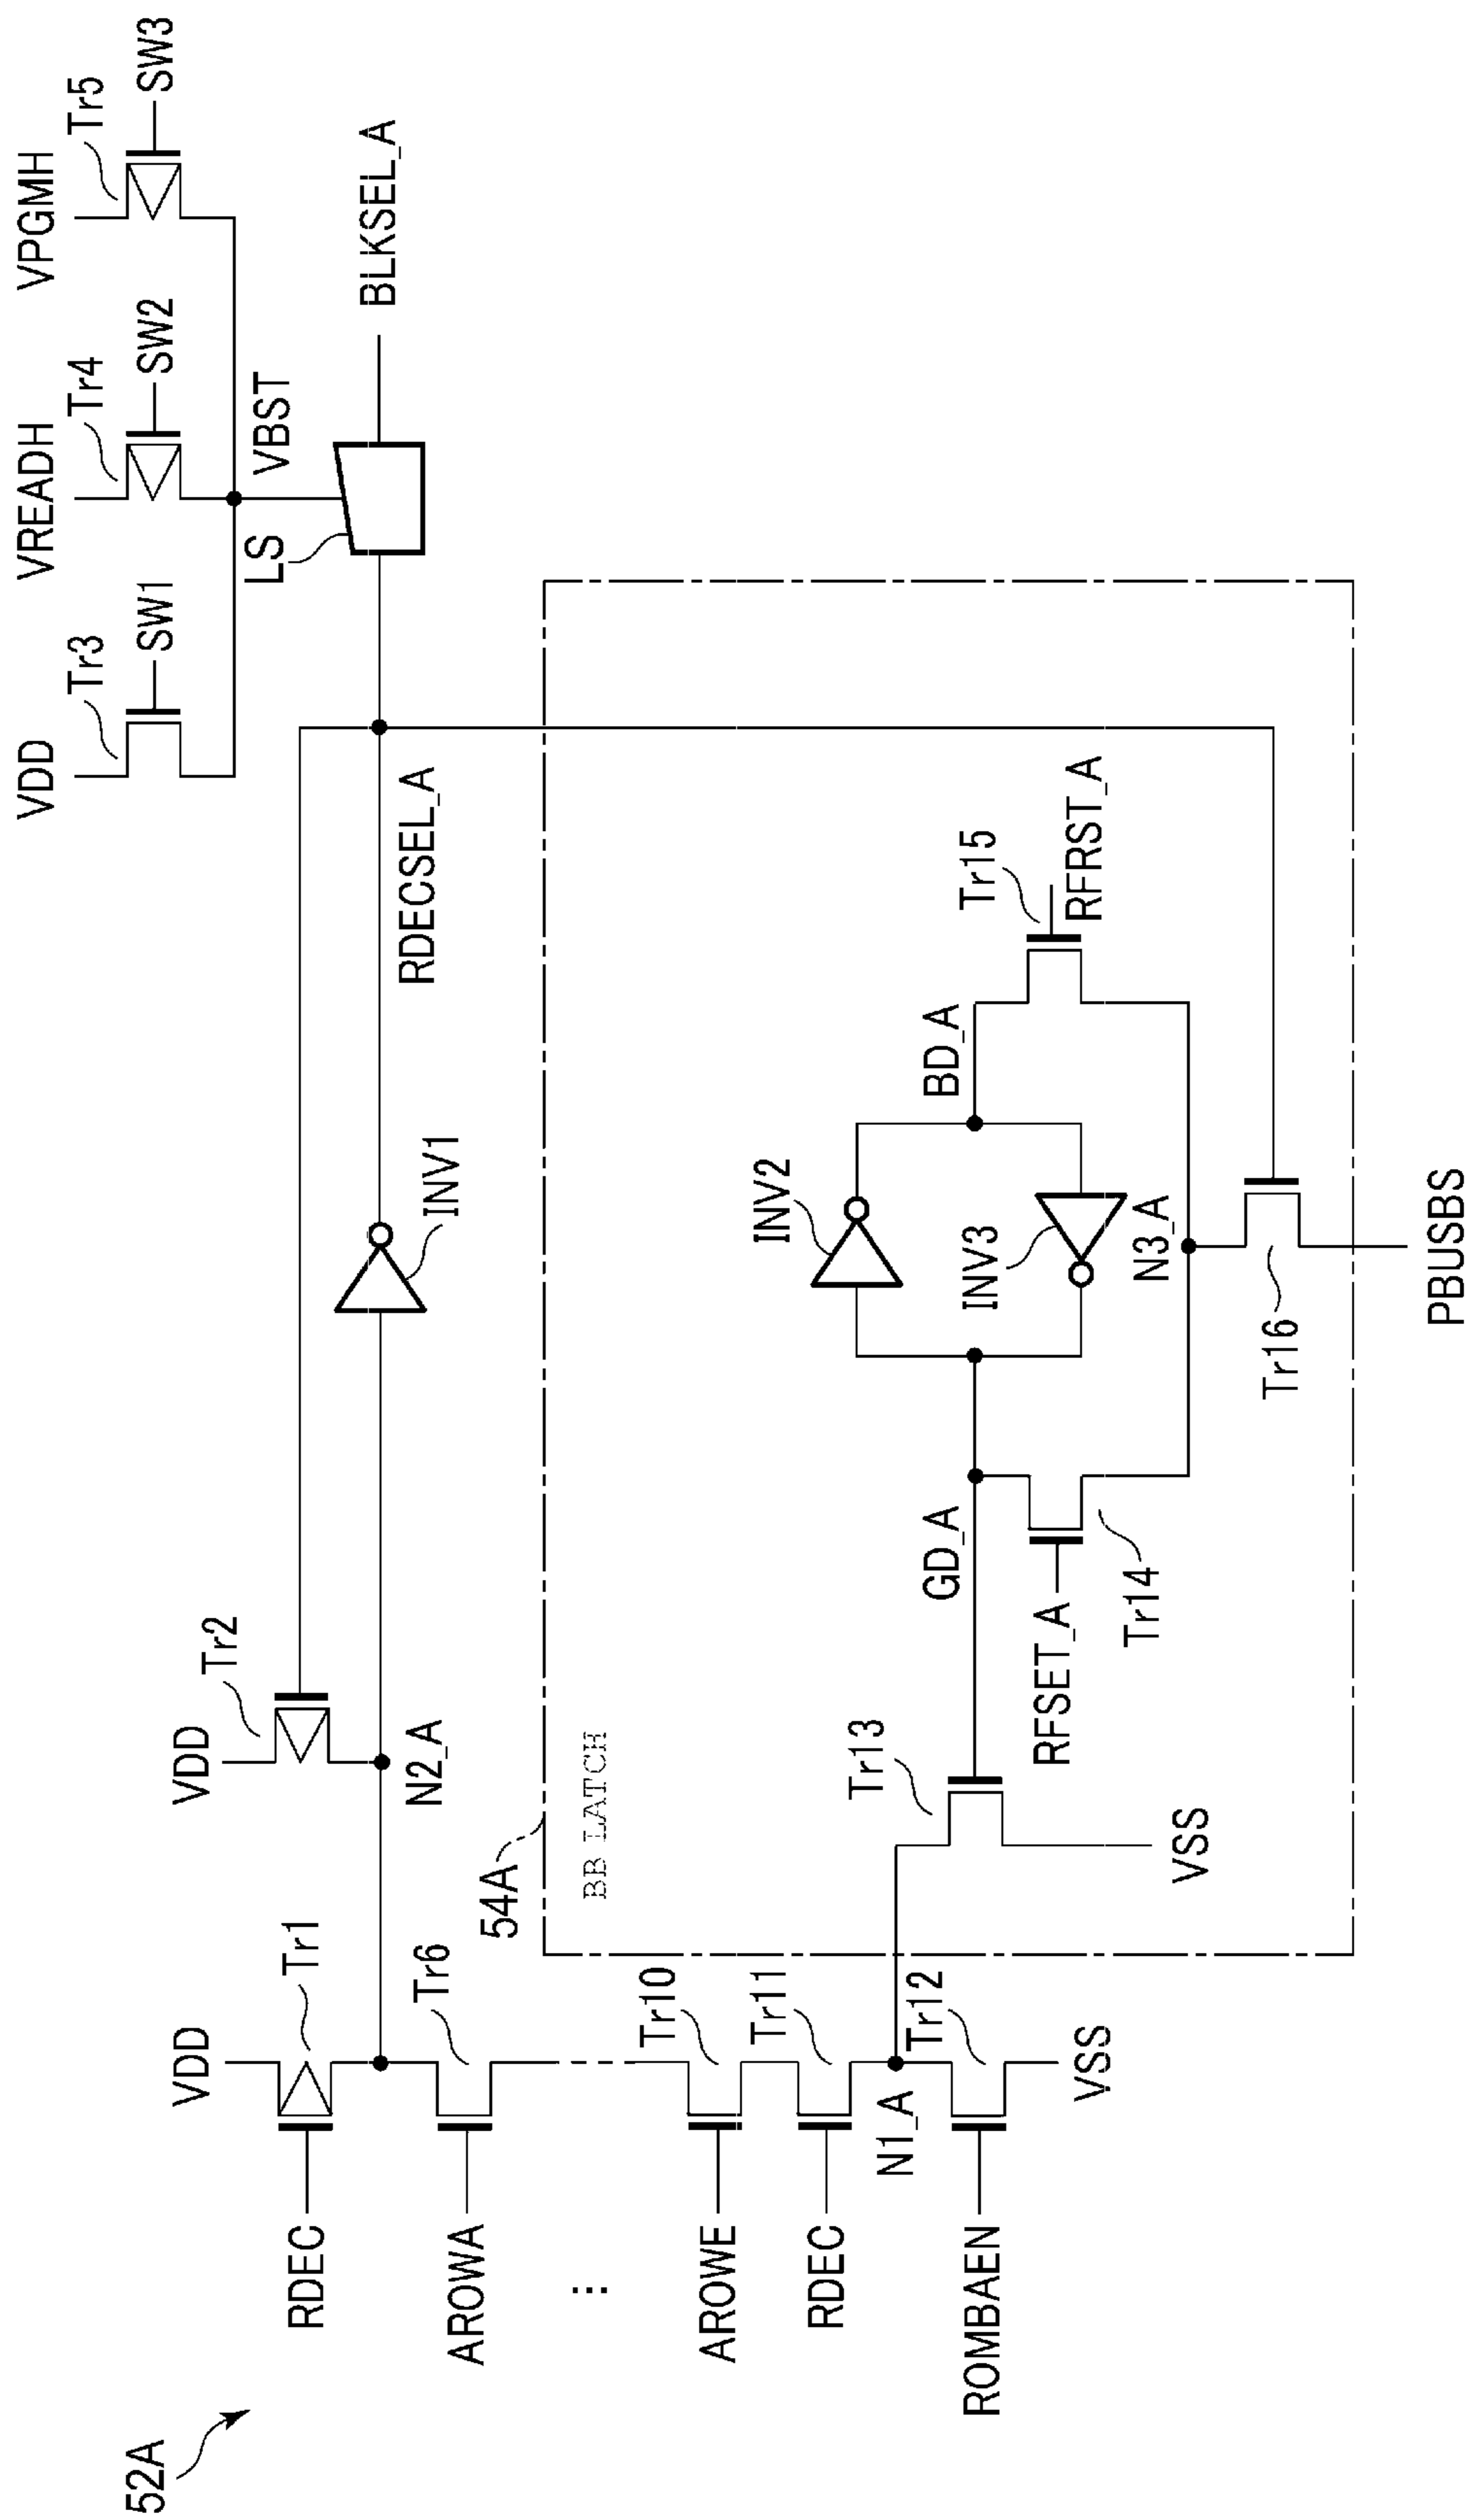 52A
RDEC
AROWA
⋮
AROWE
RDEC
ROMBAEN
VDD
Tr1
Tr6
Tr10
Tr11
N1_A
Tr12
VSS
VDD
Tr2
N2_A
54A
BB LATCH
Tr13
VSS
GD_A
RFSET_A
Tr14
INV1
INV2
INV3
BD_A
N3_A
Tr16
PBUSBS
Tr15
RFRST_A
RDECSEL_A
VDD
Tr3
SW1
LS
VREADH
Tr4
SW2
VBST
VPGMH
Tr5
SW3
BLKSEL_A